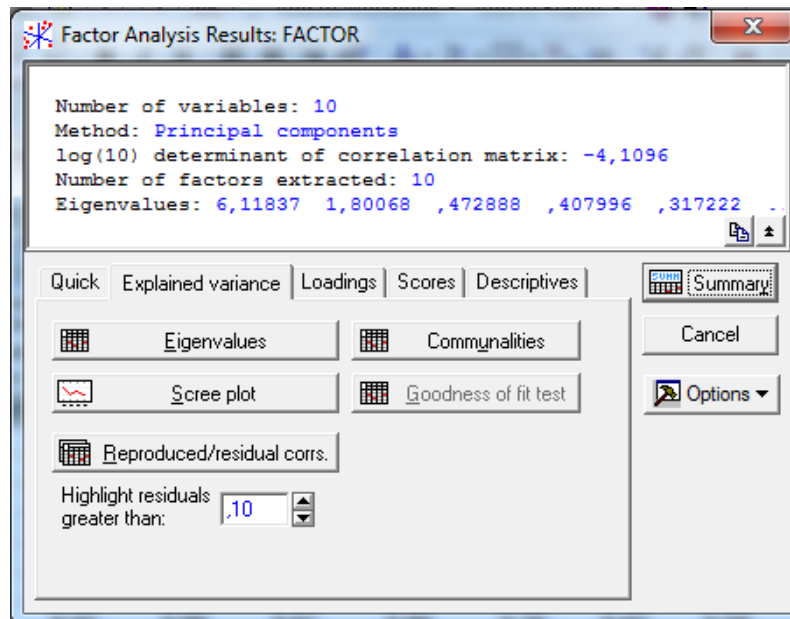 Factor Analysis Results: FACTOR
Number of variables: 10
Method: Principal components
log(10) determinant of correlation matrix: -4,1096
Number of factors extracted: 10
Eigenvalues: 6,11837 1,80068 ,472888 ,407996 ,317222 ..
Quick Explained variance Loadings Scores Descriptives
Eigenvalues Communalities
Scree plot Goodness of fit test
Reproduced/residual corrs.
Highlight residuals
greater than: ,10
SUMM Summary
Cancel
Options